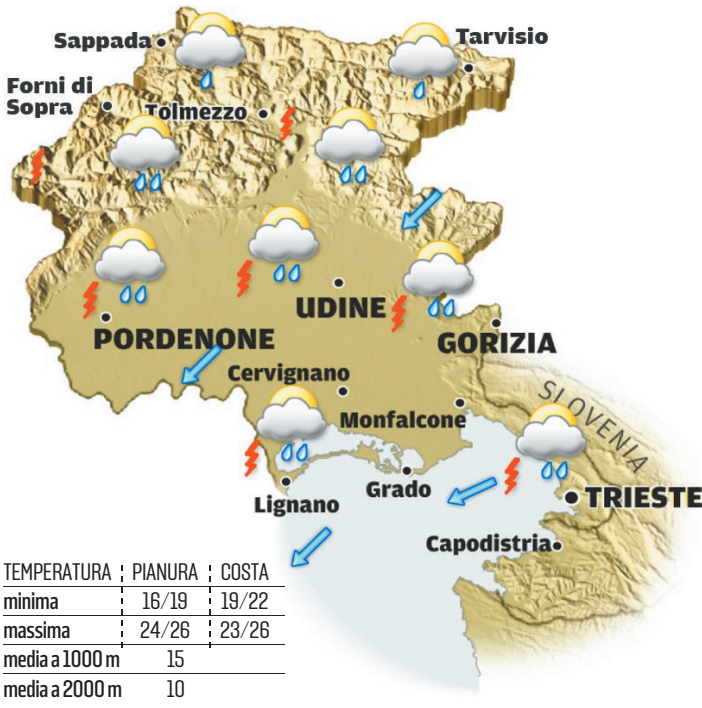 Sappada
Tarvisio
Forni di
Sopra
Tolmezzo
UDINE
PORDENONE
GORIZIA
Cervignano
SLOVENIA
Monfalcone
Grado
Lignano
TRIESTE
Capodistria
TEMPERATURA PIANURA COSTA
minima 16/19 19/22
massima 24/26 23/26
media a 1000 m 15
media a 2000 m 10